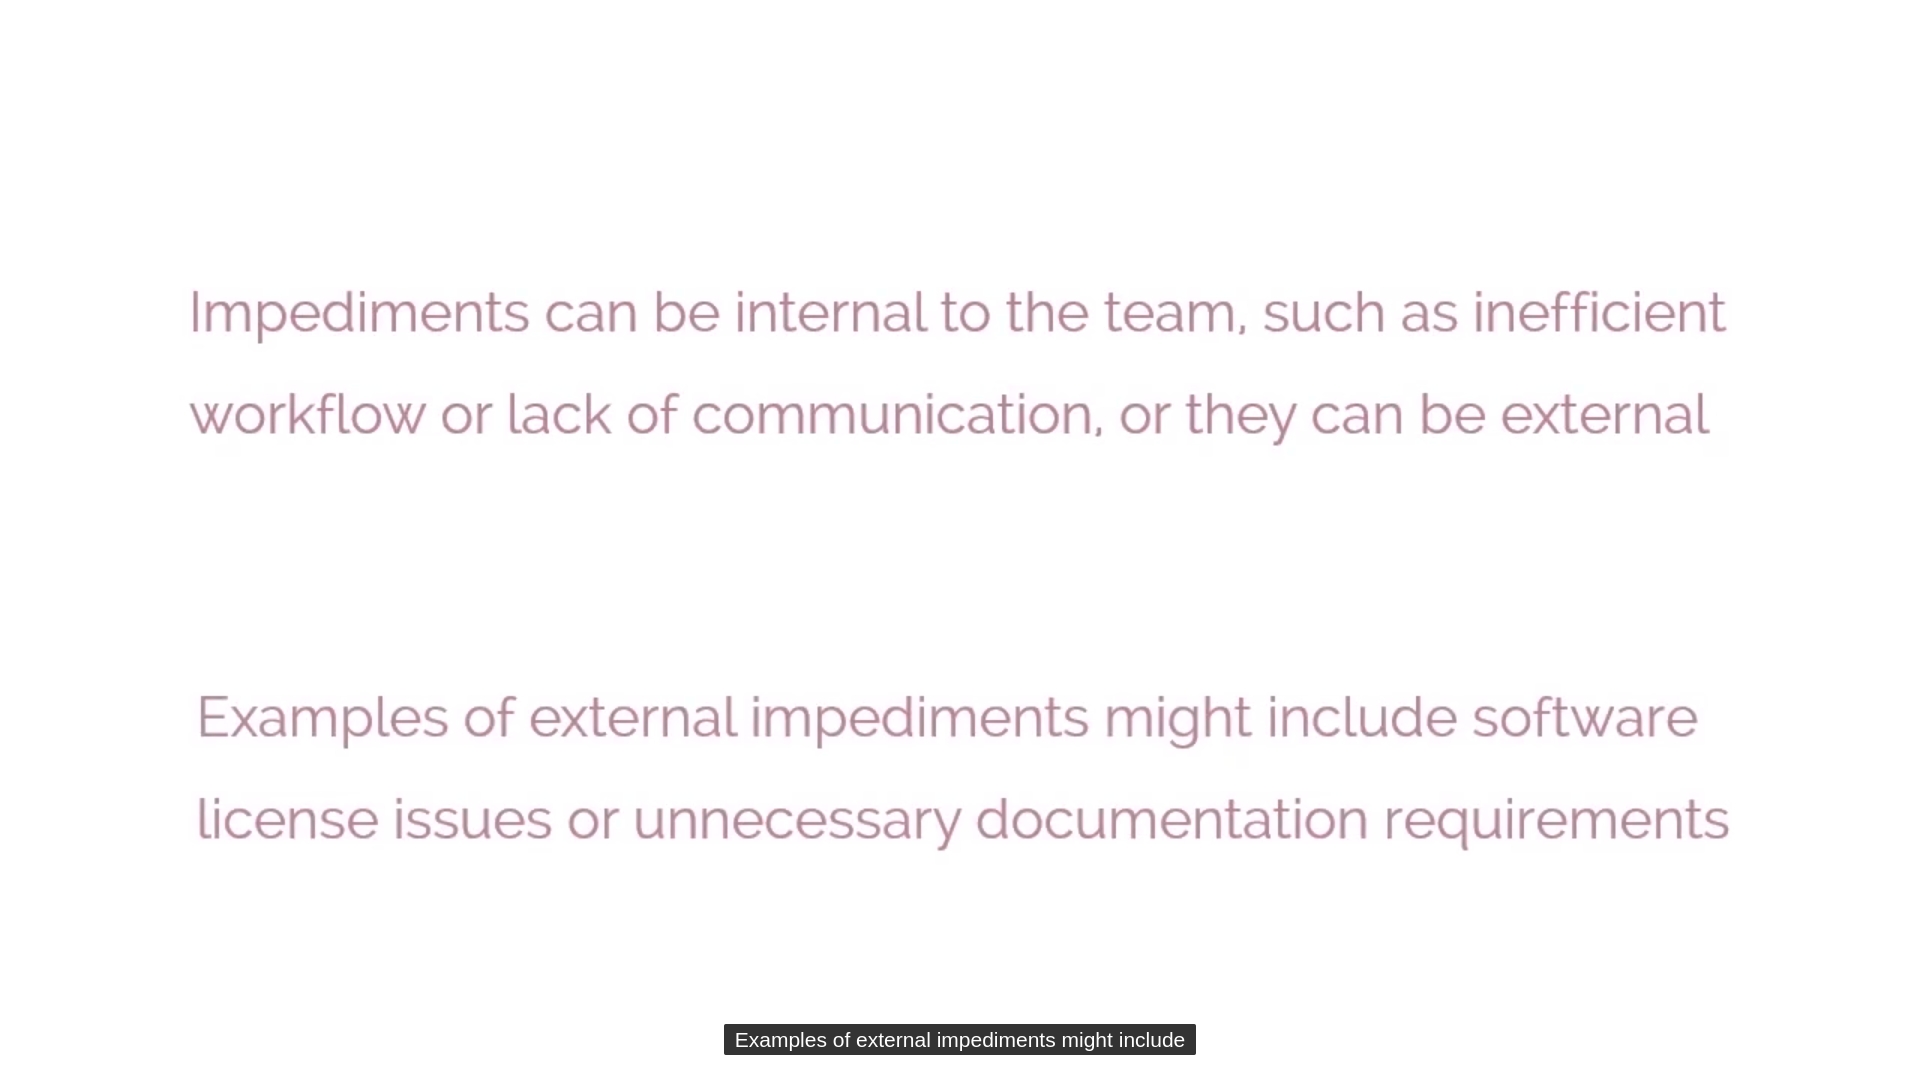 Impediments can be internal to the team, such as inefficient
workflow or lack of communication, or they can be external
Examples of external impediments might include software
license issues or unnecessary documentation requirements
Examples of external impediments might include